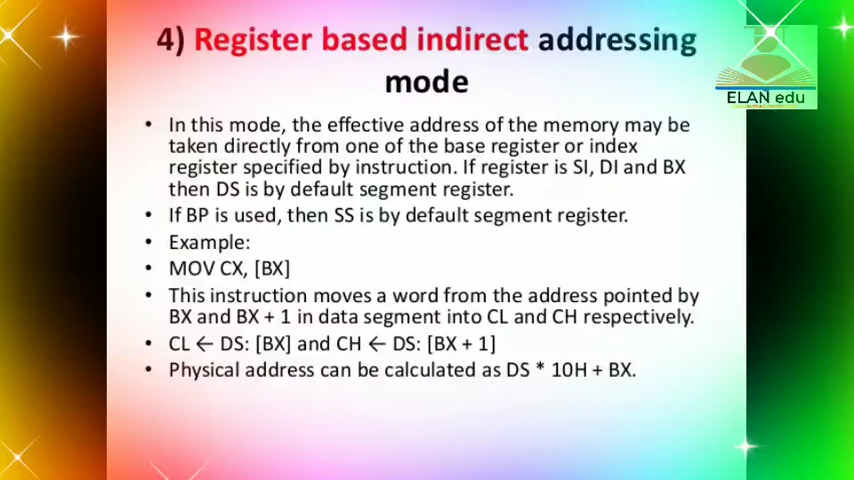 4) Register based indirect addressing
mode
ELAN edu
• In this mode, the effective address of the memory may be
taken directly from one of the base register or index
register specified by instruction. If register is SI, DI and BX
then DS is by default segment register.
• If BP is used, then SS is by default segment register.
• Example:
• MOV CX, [BX]
• This instruction moves a word from the address pointed by
BX and BX + 1 in data segment into CL and CH respectively.
• CL ← DS: [BX] and CH ← DS: [BX + 1]
• Physical address can be calculated as DS * 10H + BX.